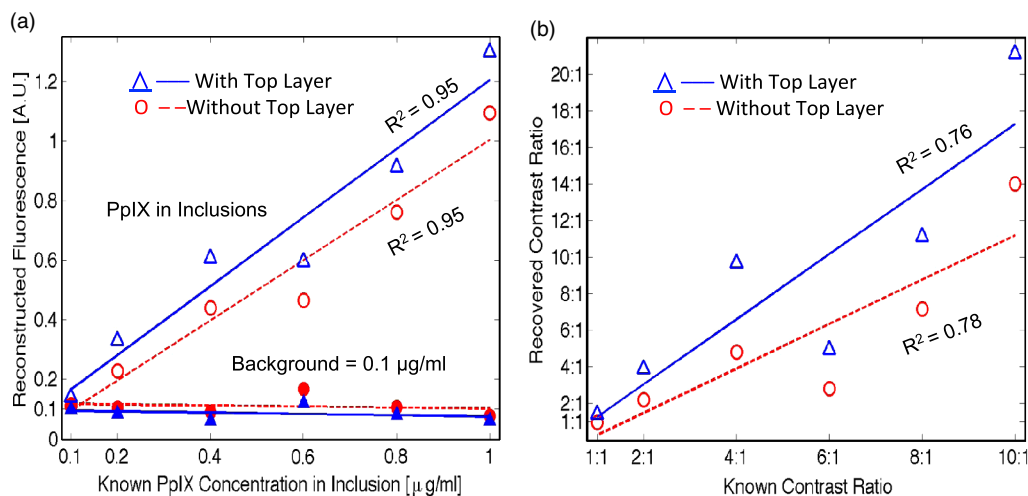 (a)
Reconstructed Fluorescence [A.U.]
1.2
1
0.8
0.6
0.4
0.2
0.1
0
With Top Layer
Without Top Layer
R² = 0.95
PpIX in Inclusions
R² = 0.95
Background = 0.1 µg/ml
0.1 0.2 0.4 0.6 0.8 1
Known PpIX Concentration in Inclusion [µg/ml]
(b)
Recovered Contrast Ratio
20:1
18:1
16:1
14:1
12:1
10:1
8:1
6:1
4:1
2:1
1:1
With Top Layer
Without Top Layer
R² = 0.76
R² = 0.78
1:1 2:1 4:1 6:1 8:1 10:1
Known Contrast Ratio